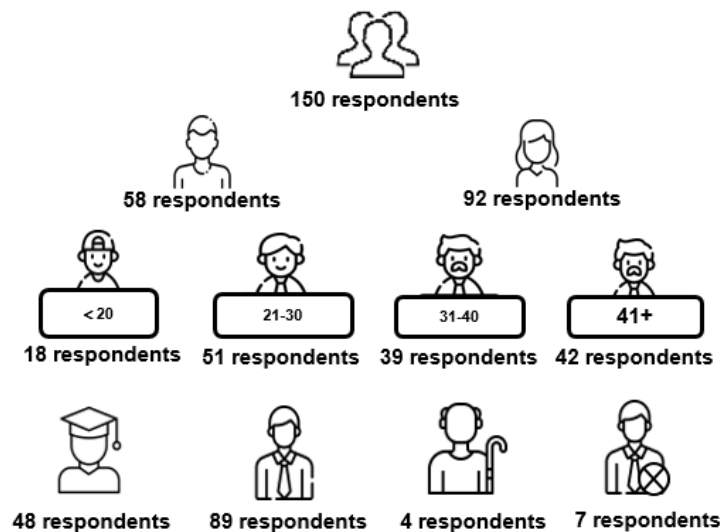 150 respondents
58 respondents
92 respondents
< 20
21-30
31-40
41+
18 respondents
51 respondents
39 respondents
42 respondents
48 respondents
89 respondents
4 respondents
7 respondents